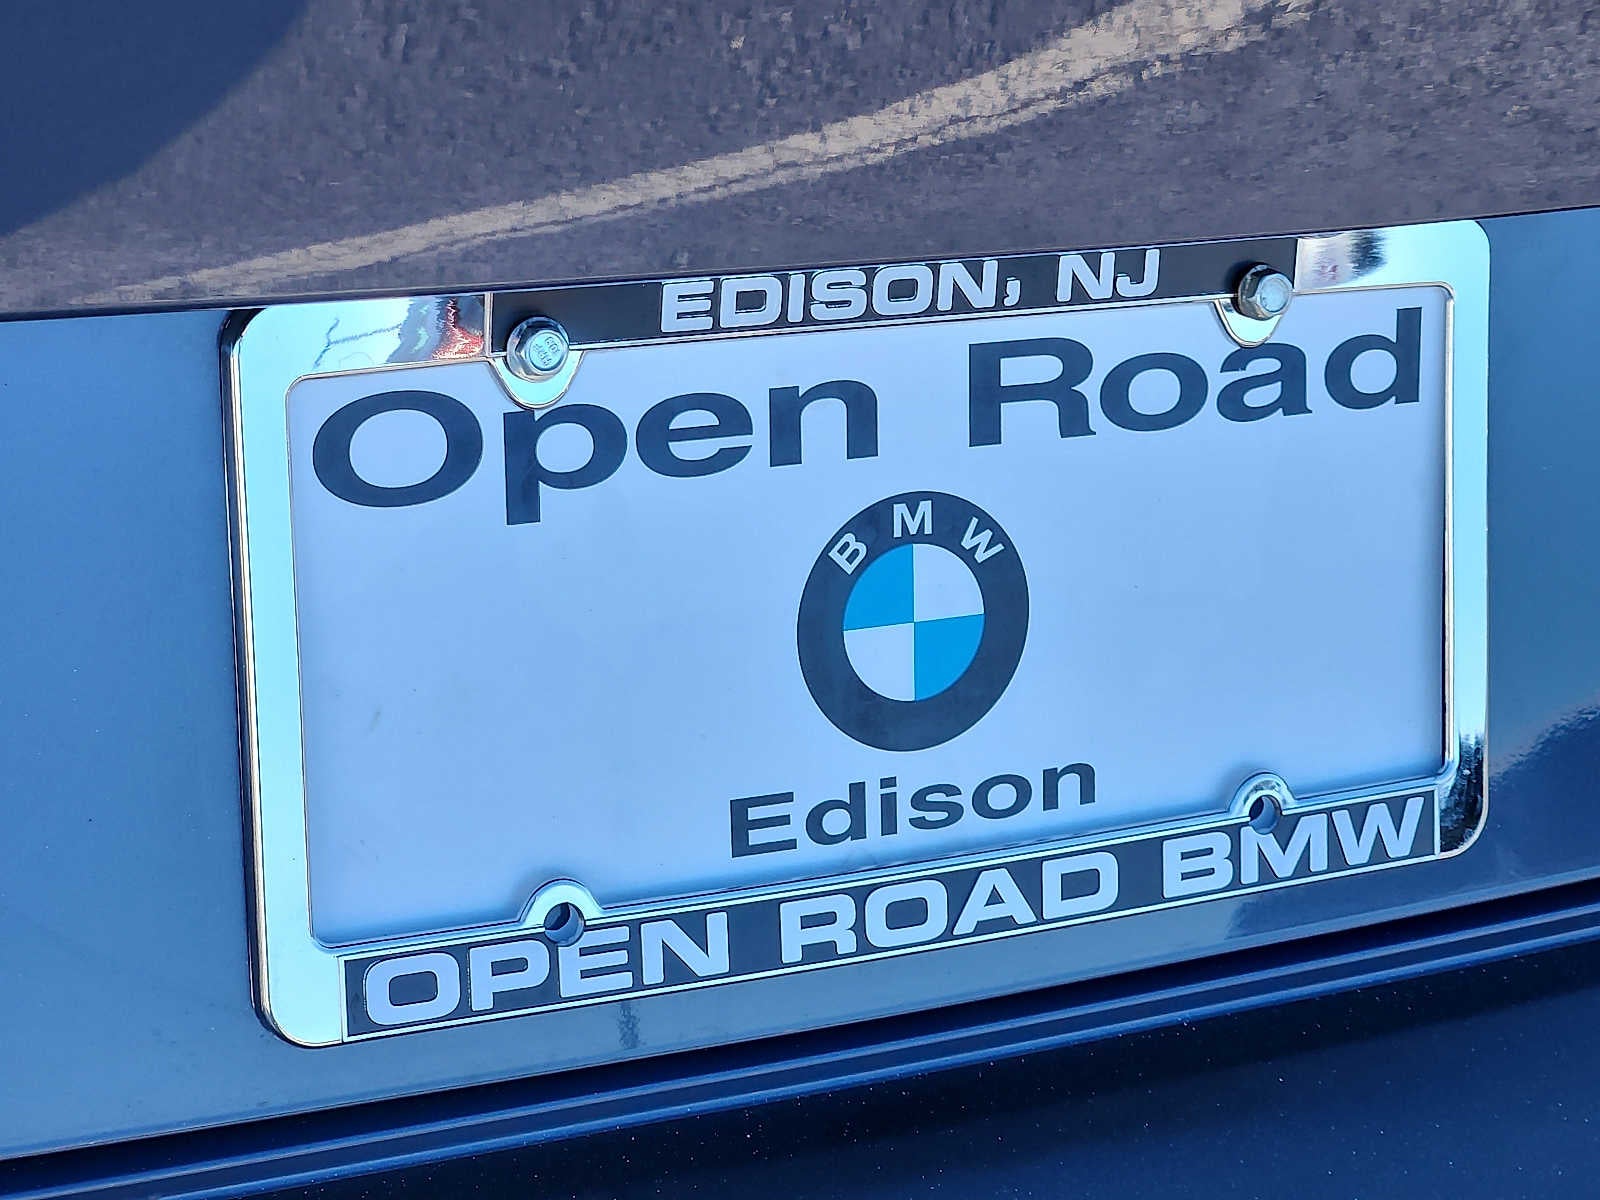 EDISON, NJ
Open Road
BMW
Edison
OPEN ROAD BMW